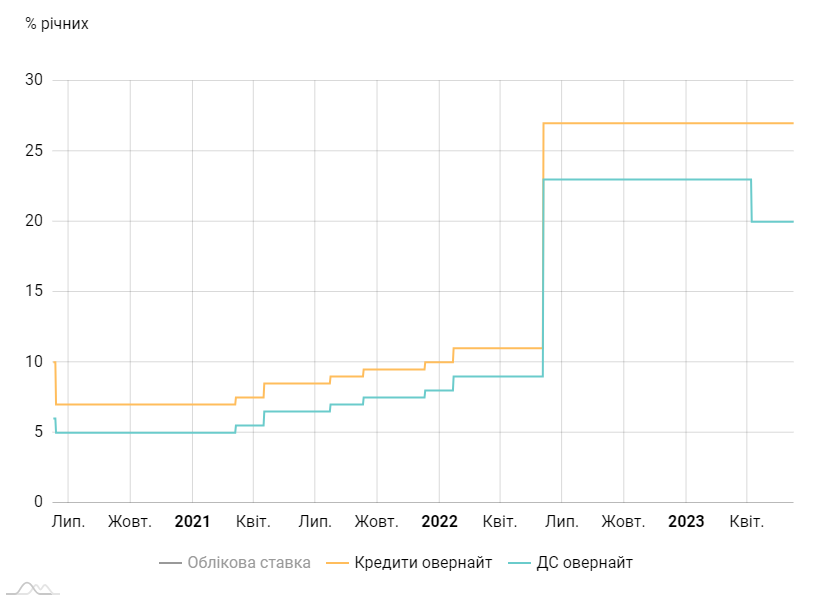 % річних
30
25
20
15
10
5
0
Лип. Жовт. 2021 Квіт. Лип. Жовт. 2022 Квіт. Лип. Жовт. 2023 Квіт.
Облікова ставка Кредити овернайт ДС овернайт